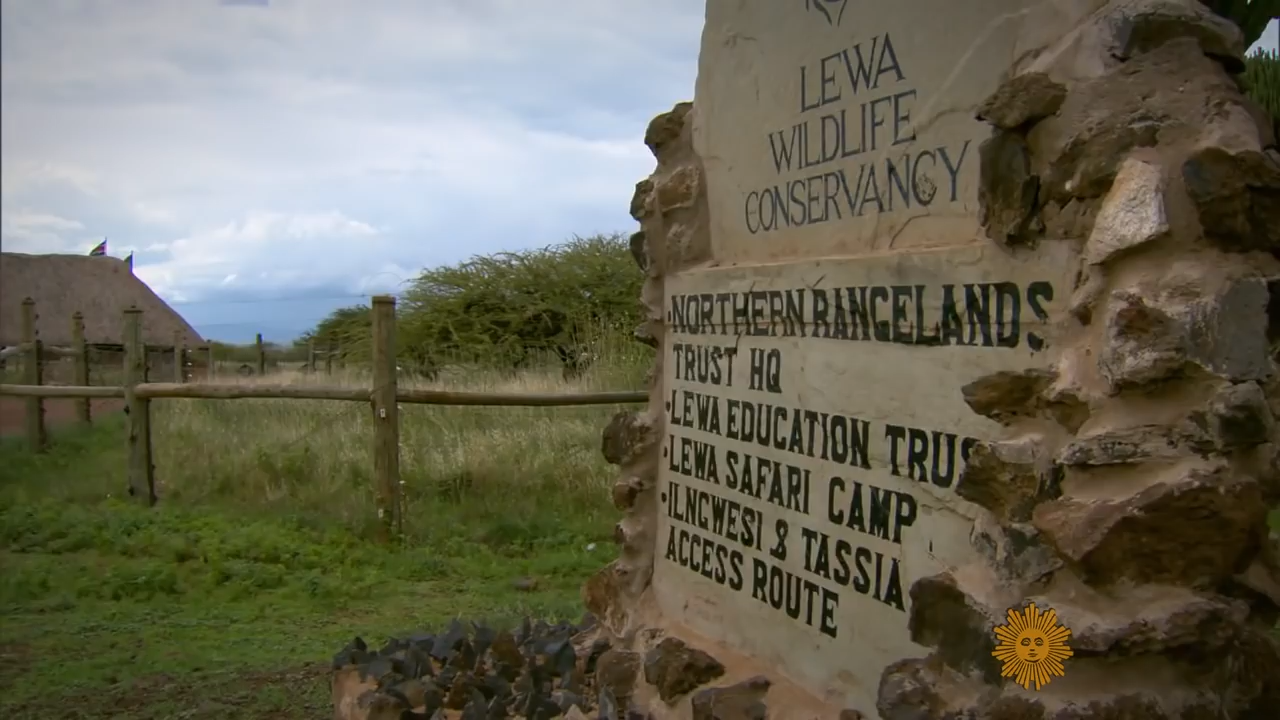 LEWA
WILDLIFE
CONSERVANCY
•NORTHERN RANGELANDS
TRUST HQ
•LEWA EDUCATION TRUS
•LEWA SAFARI CAMP
•ILNGWESI & TASSIA
ACCESS ROUTE